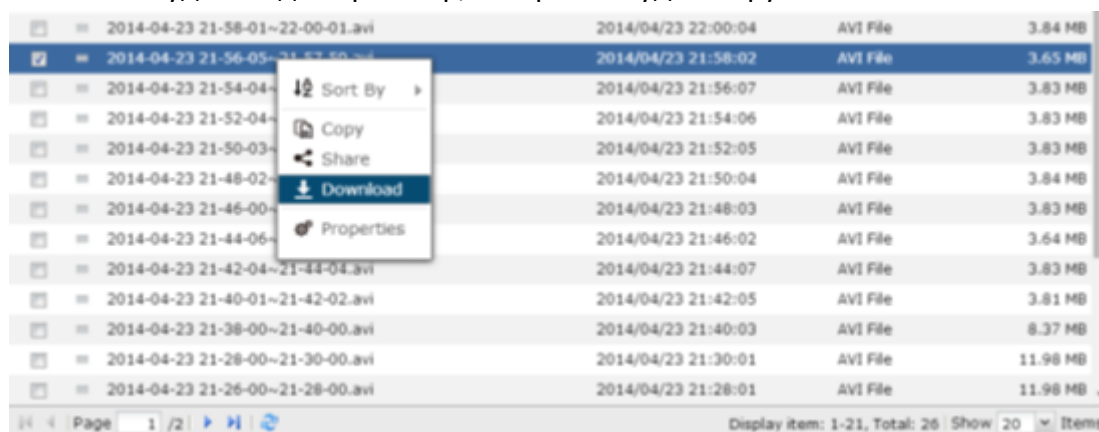 2014-04-23 21-58-01~22-00-01.avi 2014/04/23 22:00:04 AVI File 3.84 MB
2014-04-23 21-56-05~21-57-59.avi 2014/04/23 21:58:02 AVI File 3.65 MB
2014-04-23 21-54-04~ Sort By 2014/04/23 21:56:07 AVI File 3.83 MB
2014-04-23 21-52-04~ Copy 2014/04/23 21:54:06 AVI File 3.83 MB
2014-04-23 21-50-03~ Share 2014/04/23 21:52:05 AVI File 3.83 MB
2014-04-23 21-48-02~ Download 2014/04/23 21:50:04 AVI File 3.84 MB
2014-04-23 21-46-00~ 2014/04/23 21:48:03 AVI File 3.83 MB
2014-04-23 21-44-06~ Properties 2014/04/23 21:46:02 AVI File 3.64 MB
2014-04-23 21-42-04~21-44-04.avi 2014/04/23 21:44:07 AVI File 3.83 MB
2014-04-23 21-40-01~21-42-02.avi 2014/04/23 21:42:05 AVI File 3.81 MB
2014-04-23 21-38-00~21-40-00.avi 2014/04/23 21:40:03 AVI File 8.37 MB
2014-04-23 21-28-00~21-30-00.avi 2014/04/23 21:30:01 AVI File 11.98 MB
2014-04-23 21-26-00~21-28-00.avi 2014/04/23 21:28:01 AVI File 11.98 MB
Page 1 /2 Display item: 1-21, Total: 26 Show 20 Items